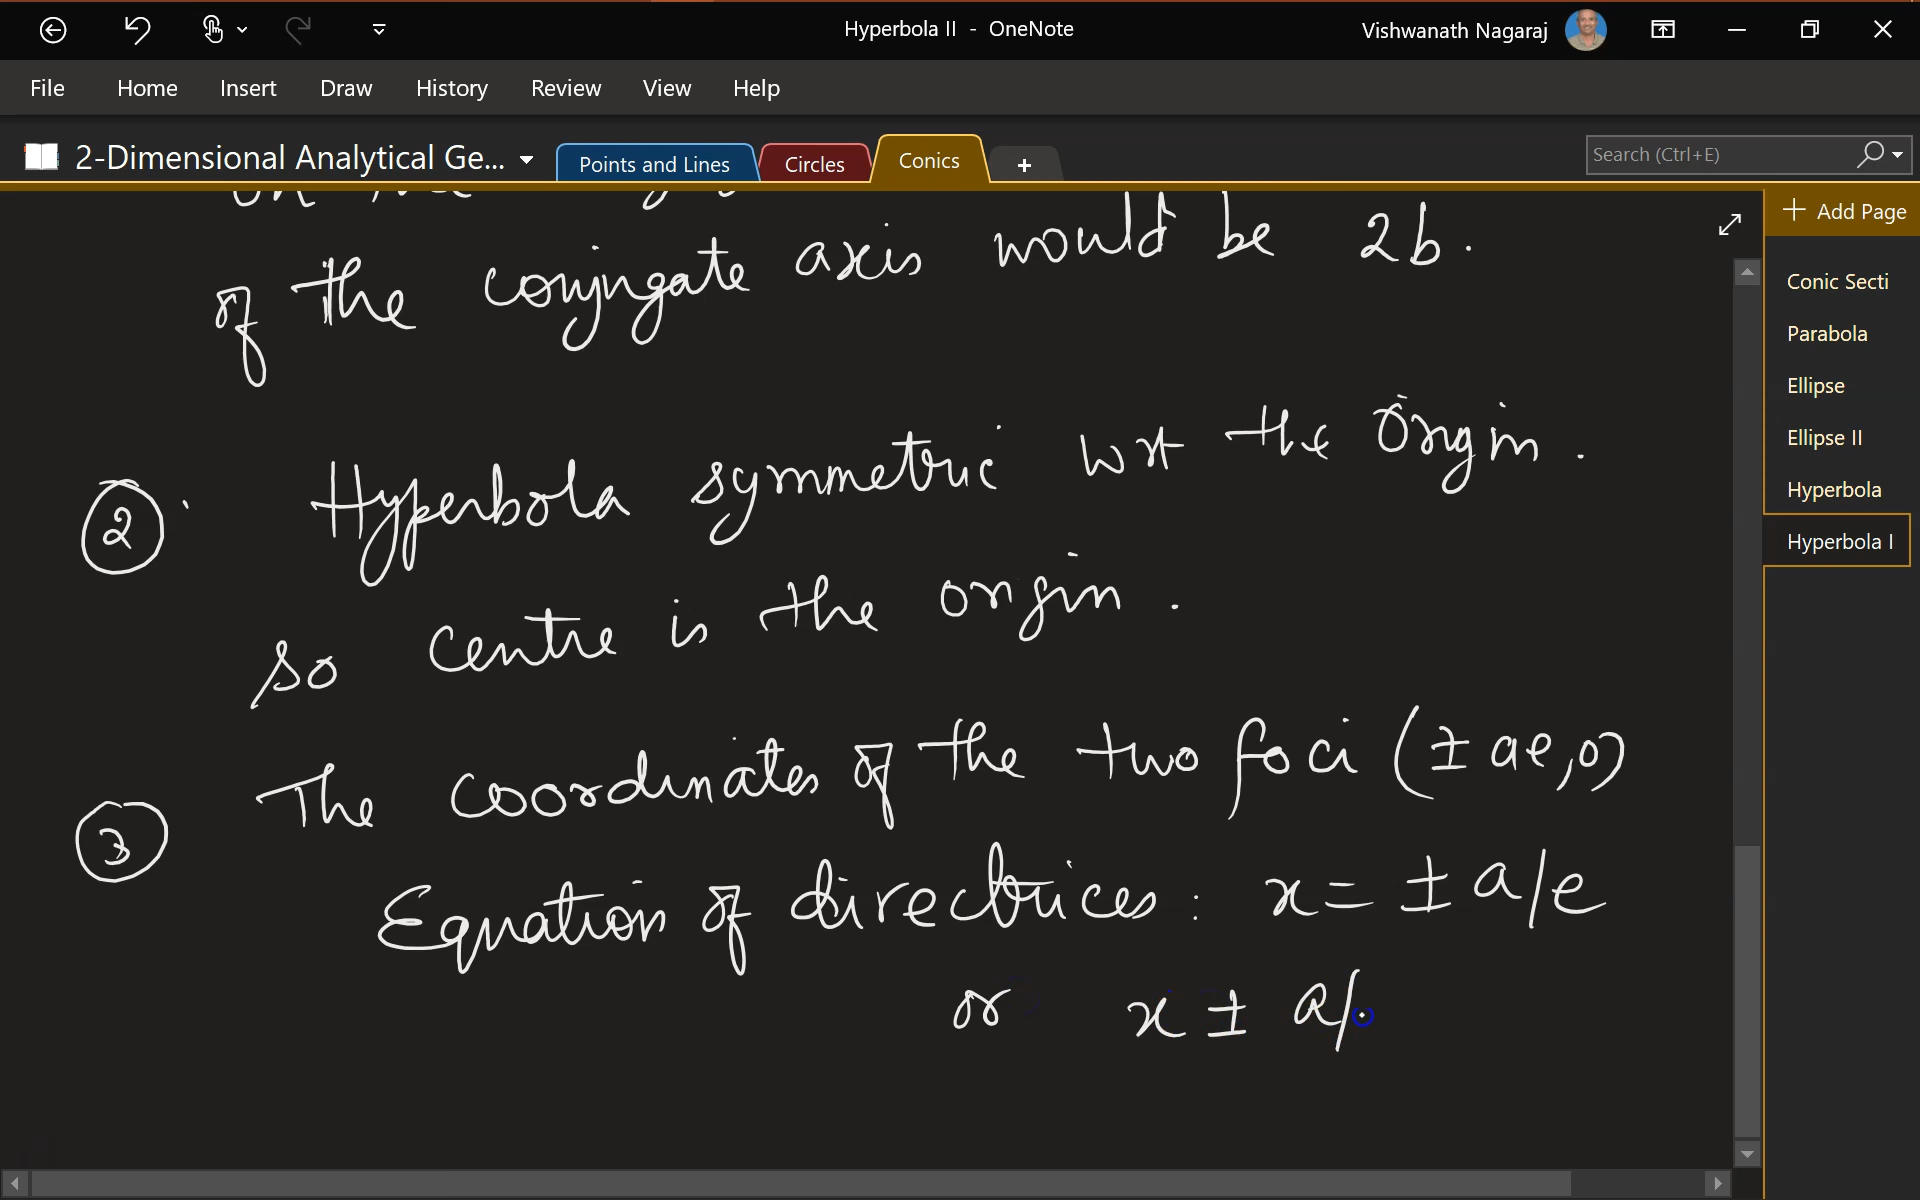 Hyperbola II - OneNote
Vishwanath Nagaraj
File Home Insert Draw History Review View Help
2-Dimensional Analytical Ge... Points and Lines Circles Conics +
Search (Ctrl+E)
+ Add Page
Conic Secti
Parabola
Ellipse
Ellipse II
Hyperbola
Hyperbola I
of the conjugate axis would be 2b.
② Hyperbola symmetric wrt the Origin.
so centre is the origin.
③ The coordinates of the two foci (± ae, 0)
Equation of directrices: x = ± a/e
or x ± a/